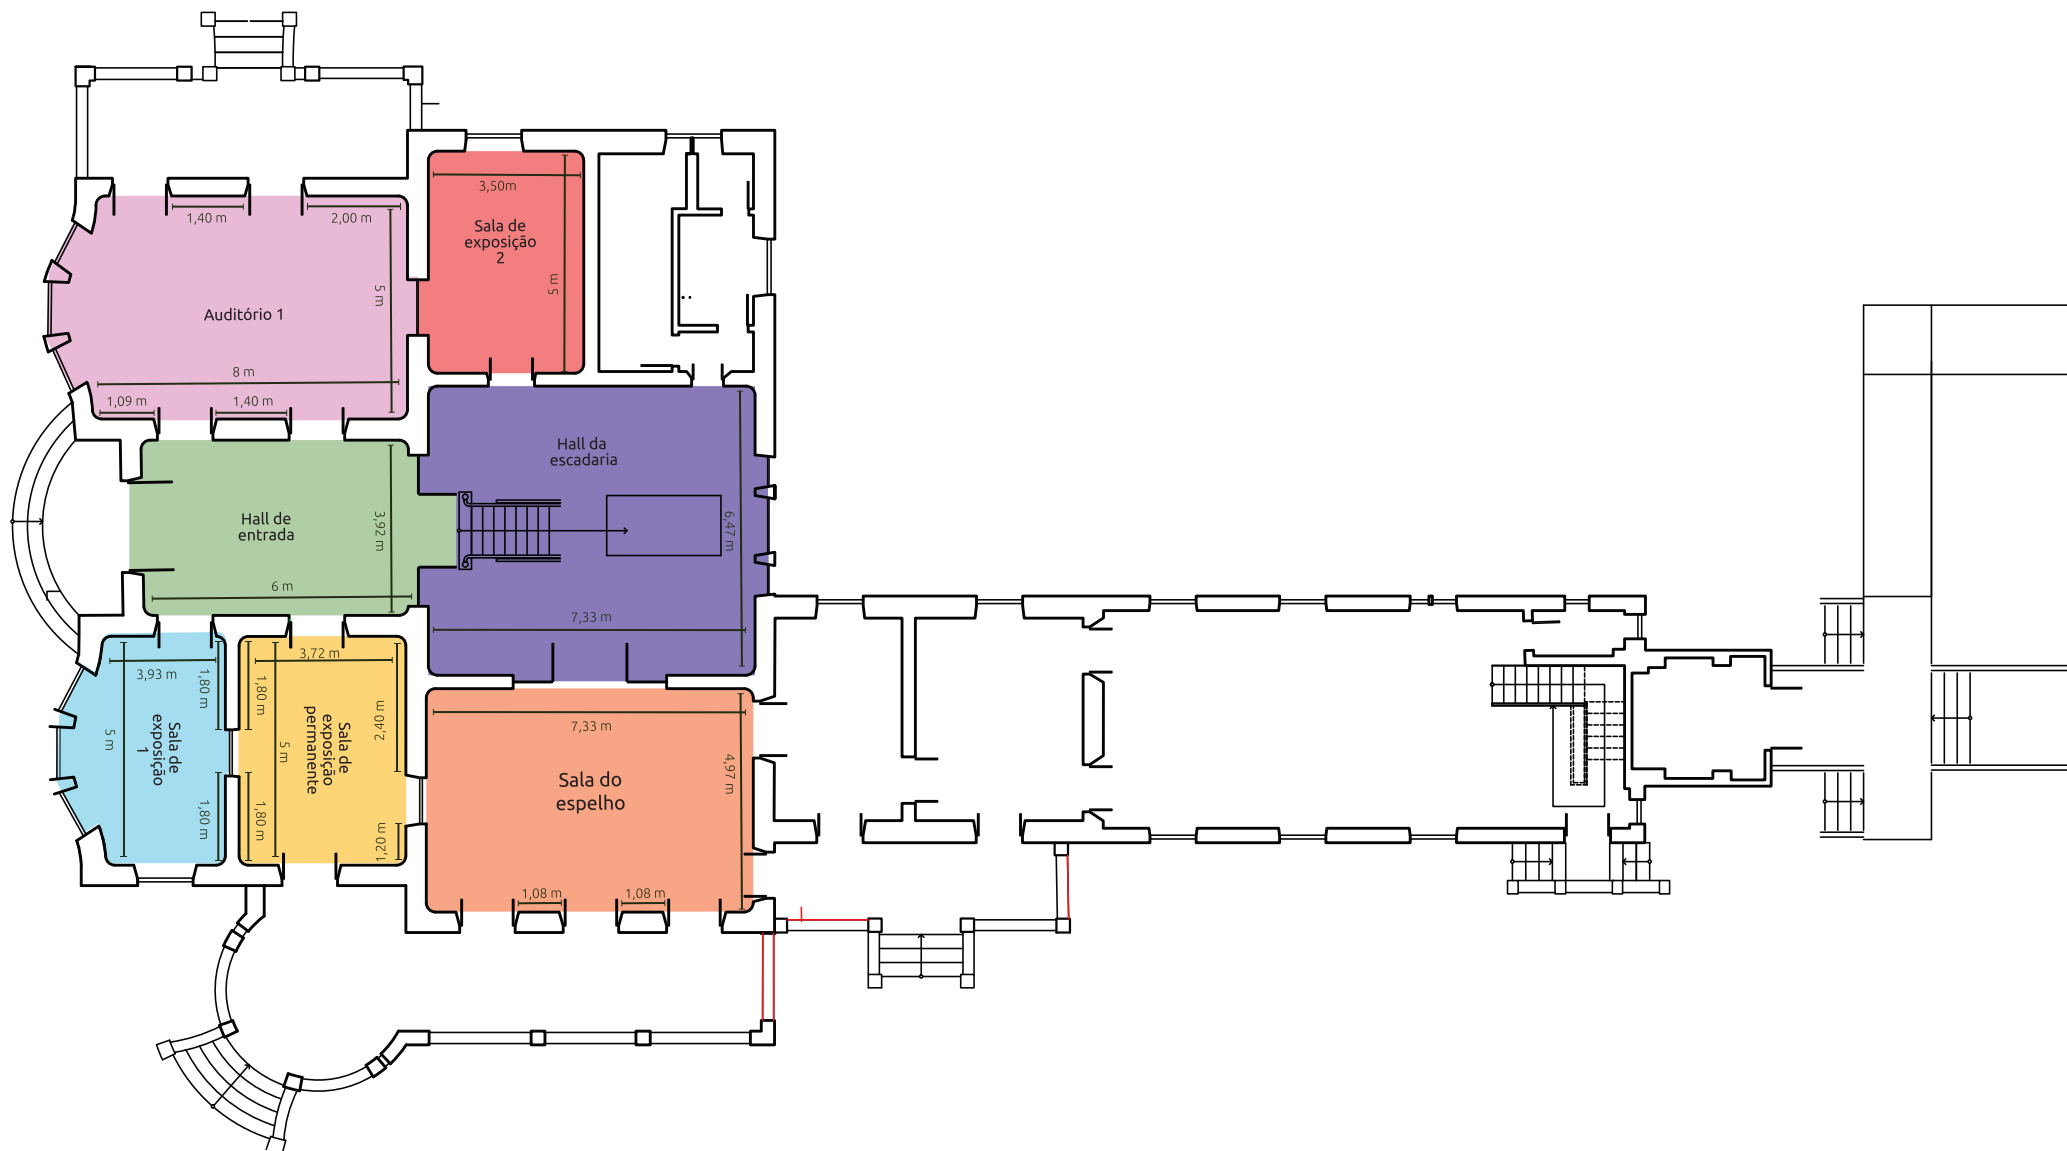 3,50m
Sala de
exposição
2
5 m
1,40 m
2,00 m
5 m
Auditório 1
8 m
1,09 m
1,40 m
Hall da
escadaria
6,47 m
7,33 m
Hall de
entrada
3,92 m
6 m
3,93 m
1,80 m
Sala de
exposição
1
5 m
1,80 m
3,72 m
1,80 m
2,40 m
Sala de
exposição
permanente
5 m
1,80 m
1,20 m
7,33 m
4,97 m
Sala do
espelho
1,08 m
1,08 m